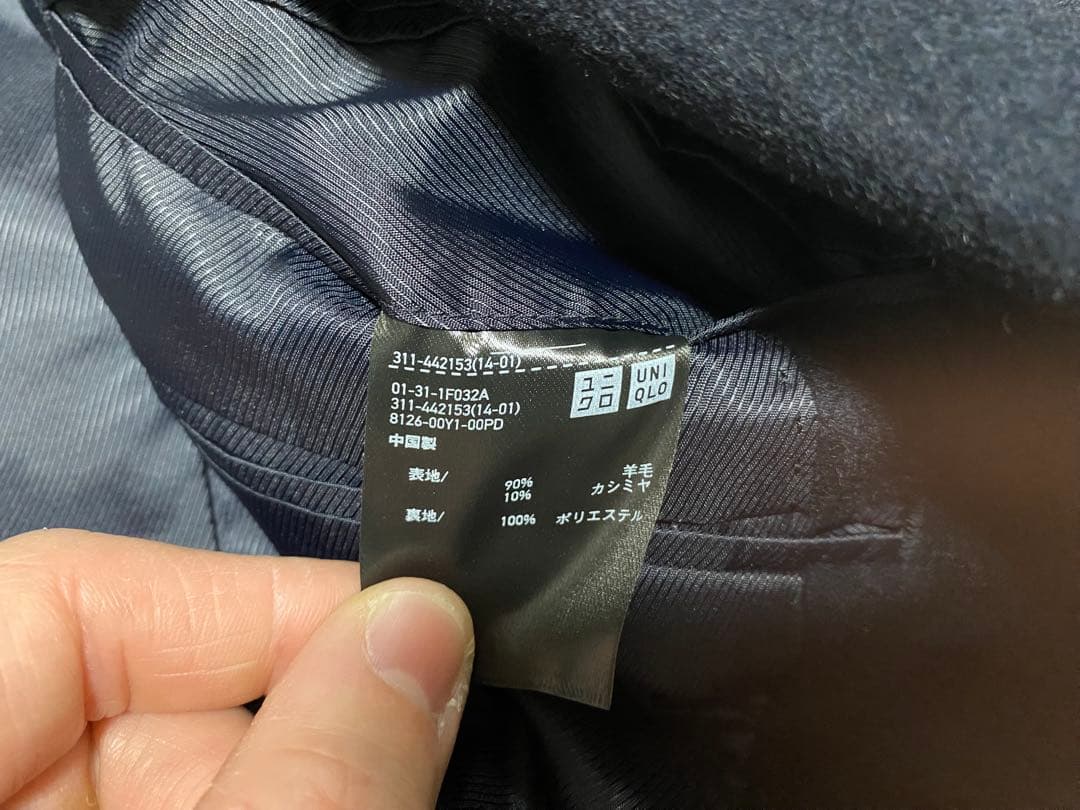 311-442153(14-01)
ユニクロ
UNIQLO
01-31-1F032A
311-442153(14-01)
8126-00Y1-00PD
中国製
表地/ 90% 羊毛
10% カシミヤ
裏地/ 100% ポリエステル